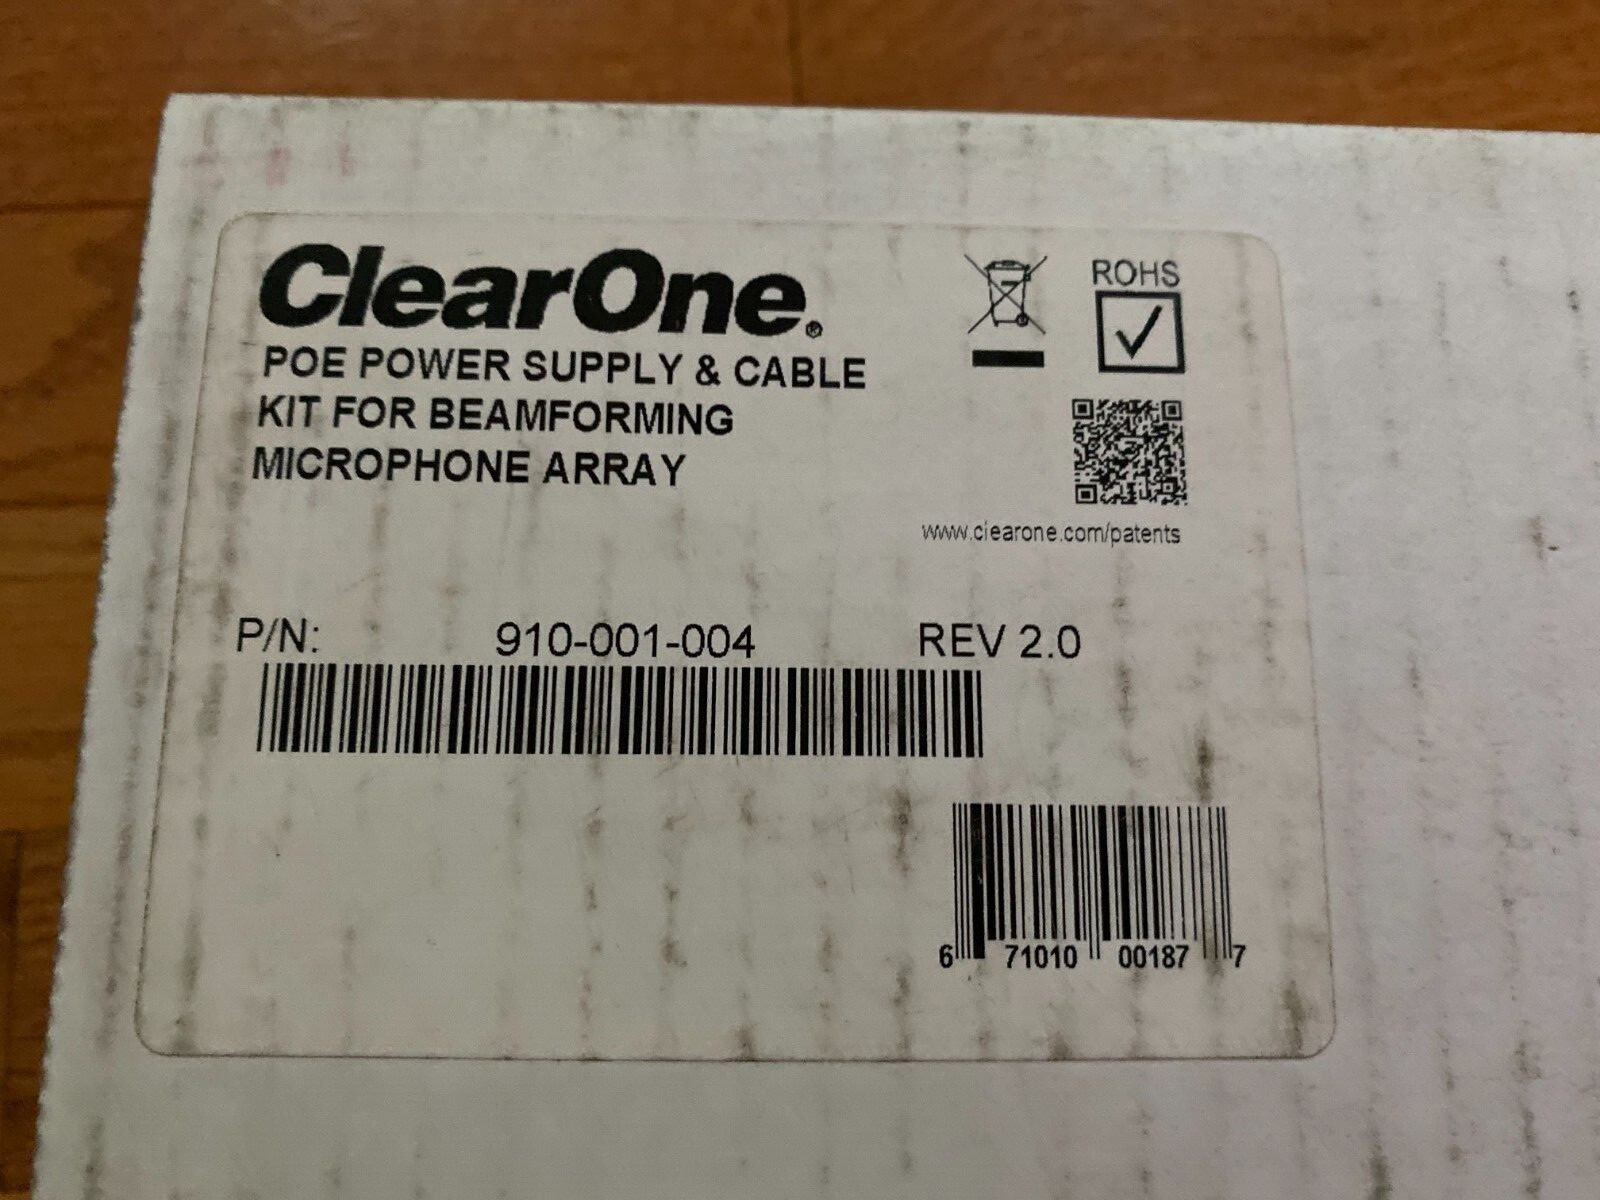 ClearOne®
POE POWER SUPPLY & CABLE
KIT FOR BEAMFORMING
MICROPHONE ARRAY
ROHS
www.clearone.com/patents
P/N: 910-001-004 REV 2.0
6 71010 00187 7